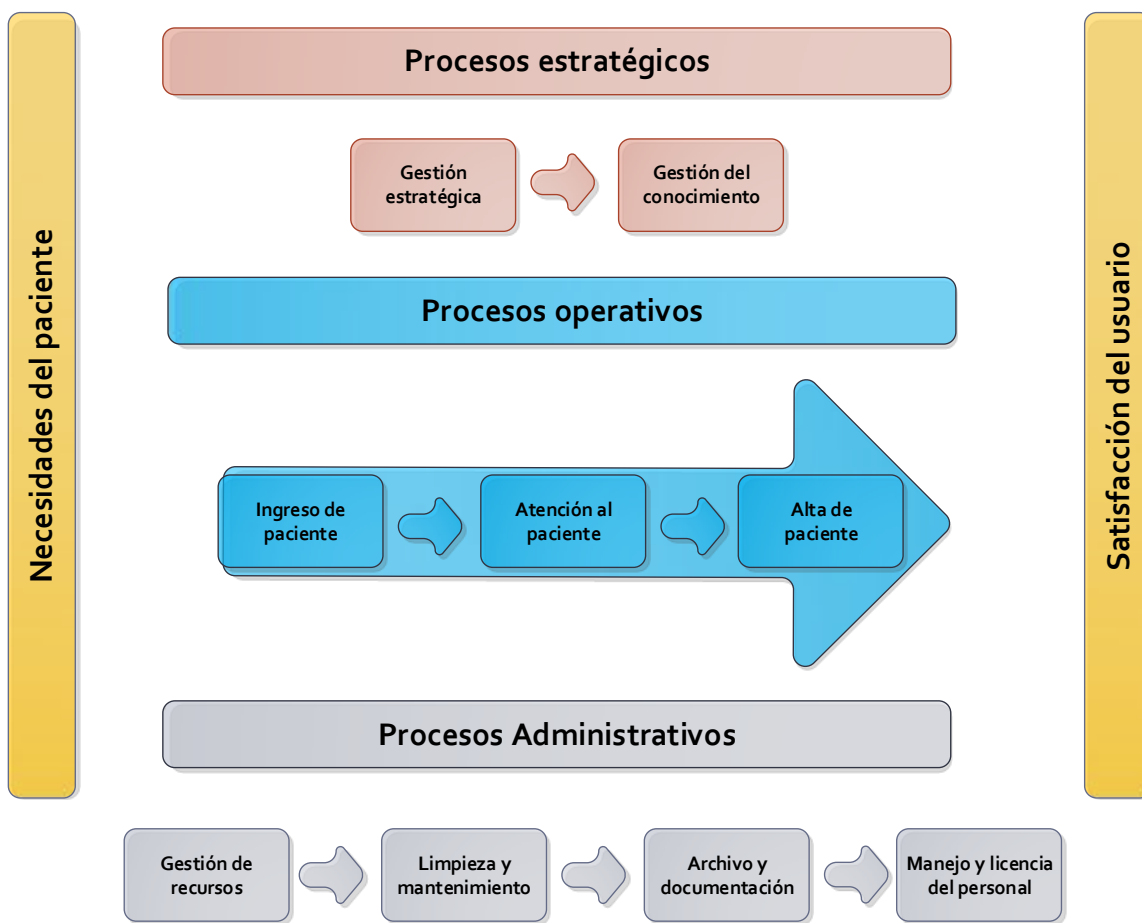 Necesidades del paciente
Procesos estratégicos
Gestión
estratégica
Gestión del
conocimiento
Procesos operativos
Ingreso de
paciente
Atención al
paciente
Alta de
paciente
Procesos Administrativos
Gestión de
recursos
Limpieza y
mantenimiento
Archivo y
documentación
Manejo y licencia
del personal
Satisfacción del usuario